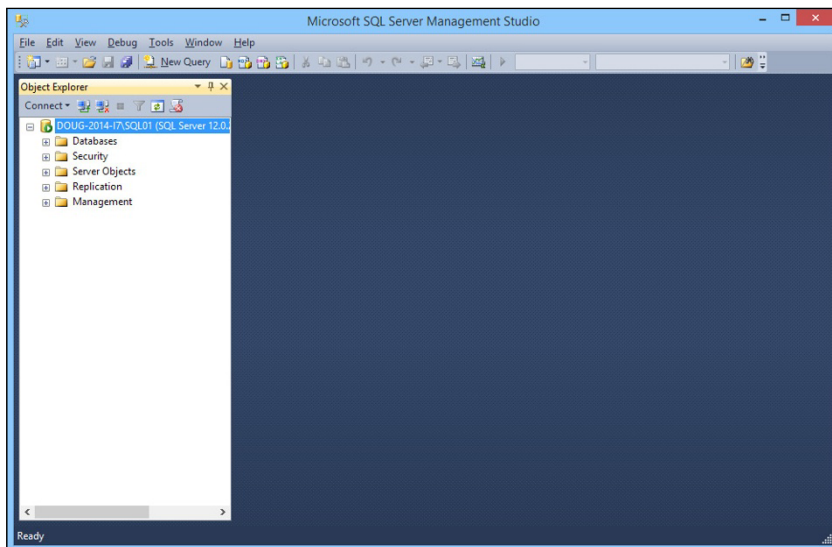 Microsoft SQL Server Management Studio
File Edit View Debug Tools Window Help
New Query
Object Explorer
Connect
DOUG-2014-I7\SQL01 (SQL Server 12.0.
Databases
Security
Server Objects
Replication
Management
Ready